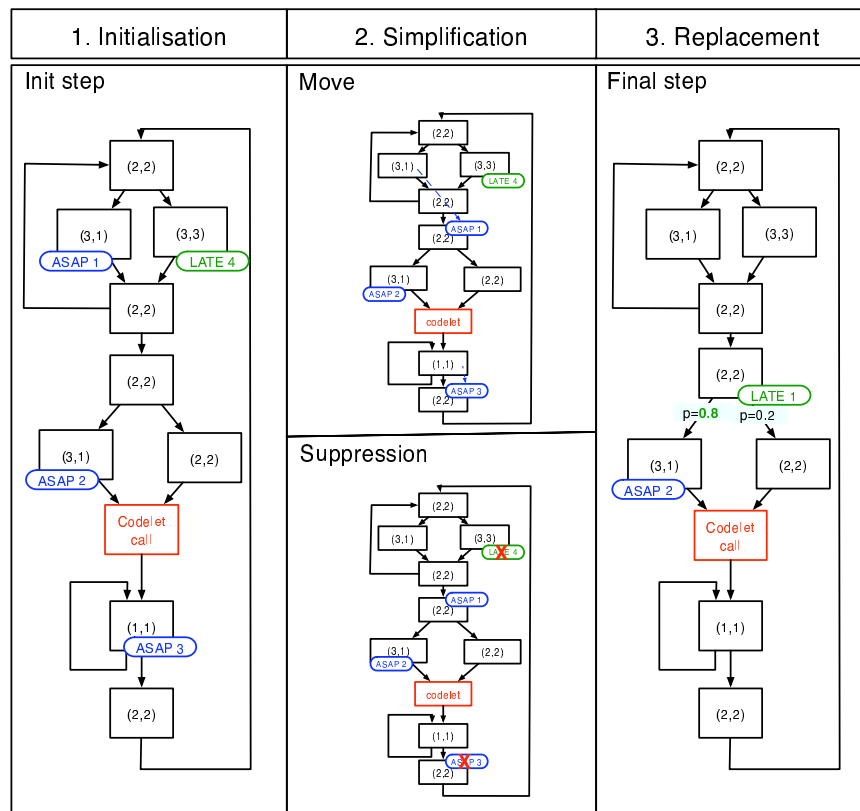 1. Initialisation
2. Simplification
3. Replacement
Init step
(2,2)
(3,1)
(3,3)
ASAP 1
LATE 4
(2,2)
(2,2)
(3,1)
(2,2)
ASAP 2
Codelet
call
(1,1)
ASAP 3
(2,2)
Move
(2,2)
(3,1)
(3,3)
LATE 4
(2,2)
ASAP 1
(2,2)
(3,1)
(2,2)
ASAP 2
codelet
(1,1)
ASAP 3
(2,2)
Suppression
(2,2)
(3,1)
(3,3)
LATE 4
(2,2)
ASAP 1
(2,2)
(3,1)
(2,2)
ASAP 2
codelet
(1,1)
ASAP 3
(2,2)
Final step
(2,2)
(3,1)
(3,3)
(2,2)
(2,2)
LATE 1
p=0.8
p=0.2
(3,1)
(2,2)
ASAP 2
Codelet
call
(1,1)
(2,2)